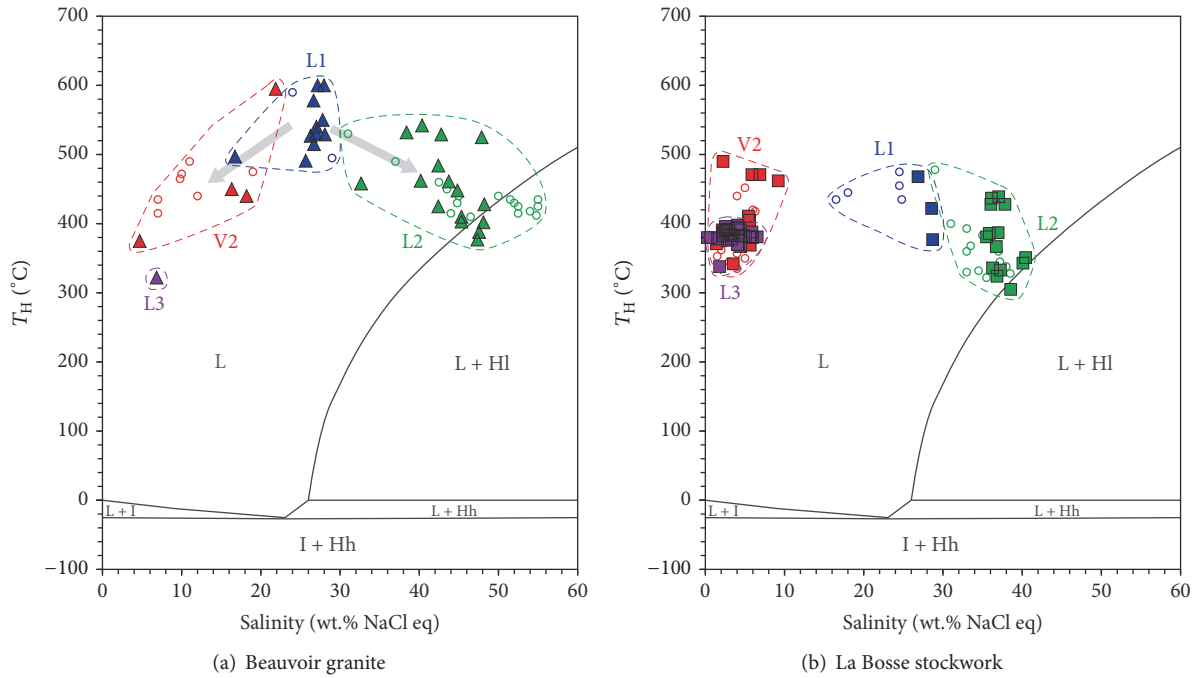 700
600
500
400
300
200
100
0
−100
T_H (°C)
L1
V2
L2
L3
L
L + Hl
L + I
L + Hh
I + Hh
0 10 20 30 40 50 60
Salinity (wt.% NaCl eq)
(a) Beauvoir granite
700
600
500
400
300
200
100
0
−100
T_H (°C)
V2
L1
L2
L3
L
L + Hl
L + I
L + Hh
I + Hh
0 10 20 30 40 50 60
Salinity (wt.% NaCl eq)
(b) La Bosse stockwork